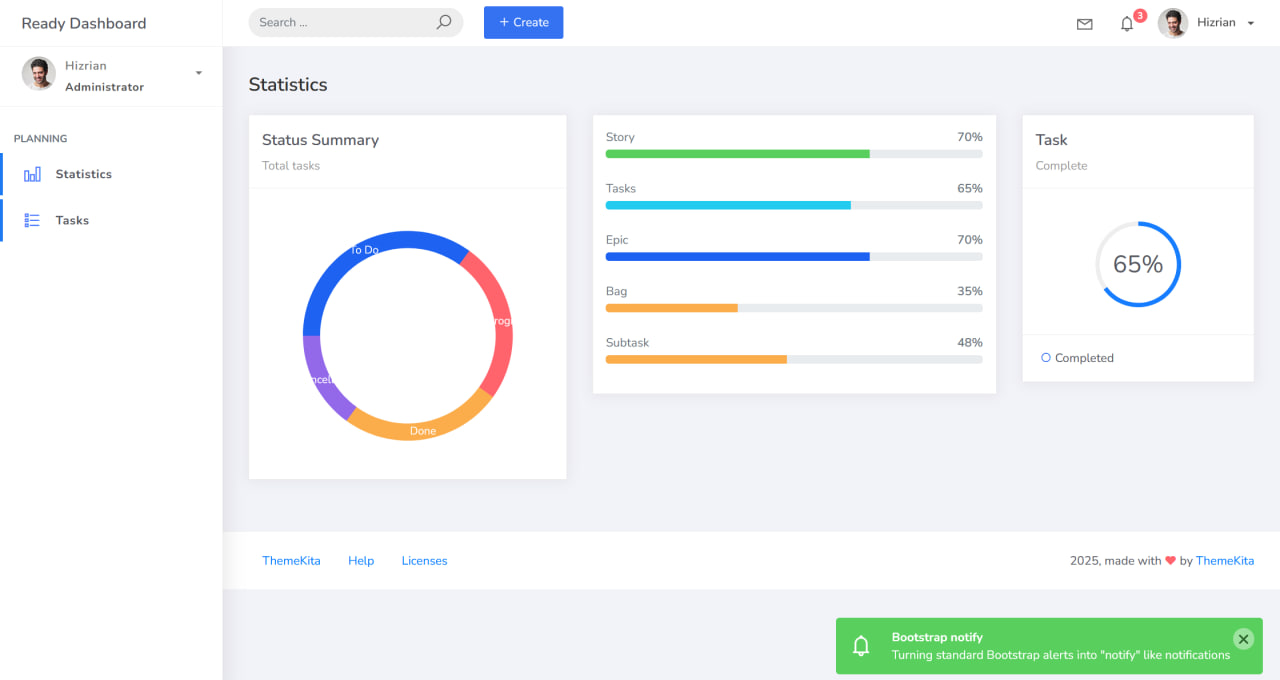 Ready Dashboard
Search ...
+ Create
3
Hizrian
Hizrian
Administrator
PLANNING
Statistics
Tasks
Statistics
Status Summary
Total tasks
To Do
Done
Story 70%
Tasks 65%
Epic 70%
Bag 35%
Subtask 48%
Task
Complete
65%
Completed
ThemeKita Help Licenses
2025, made with ❤ by ThemeKita
Bootstrap notify
Turning standard Bootstrap alerts into "notify" like notifications